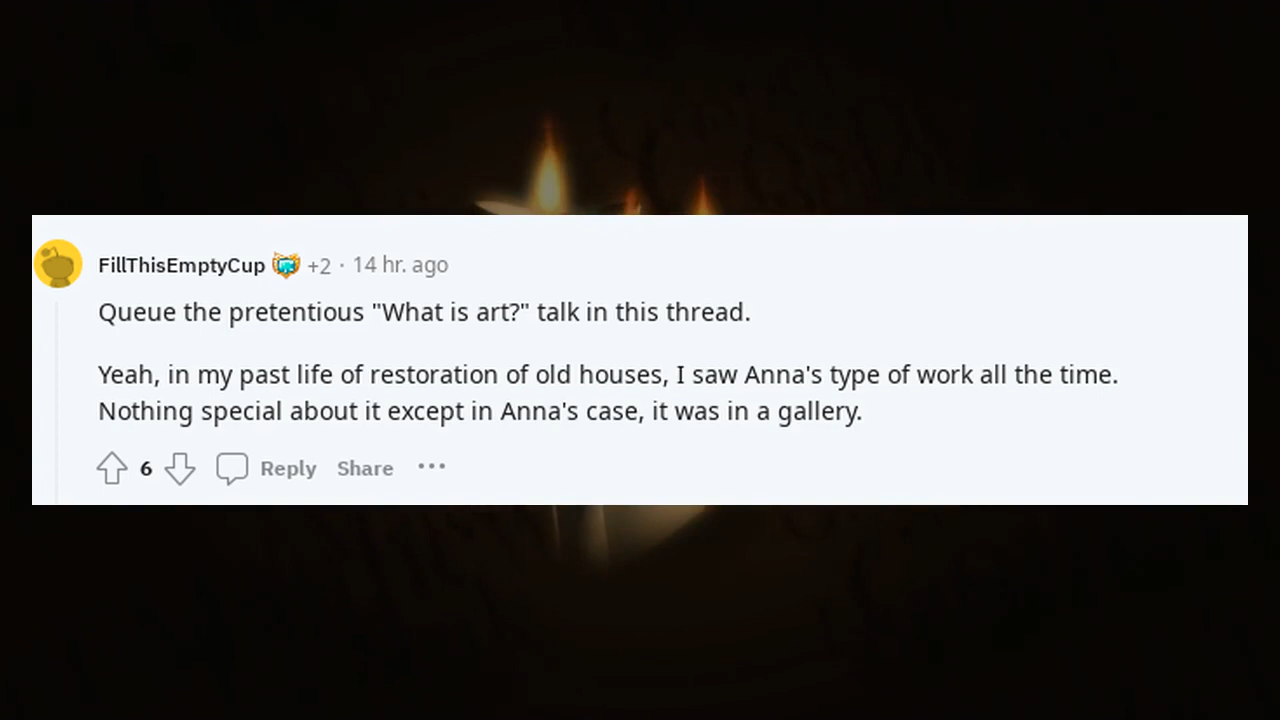 FillThisEmptyCup +2 · 14 hr. ago
Queue the pretentious "What is art?" talk in this thread.
Yeah, in my past life of restoration of old houses, I saw Anna's type of work all the time.
Nothing special about it except in Anna's case, it was in a gallery.
6 Reply Share ···